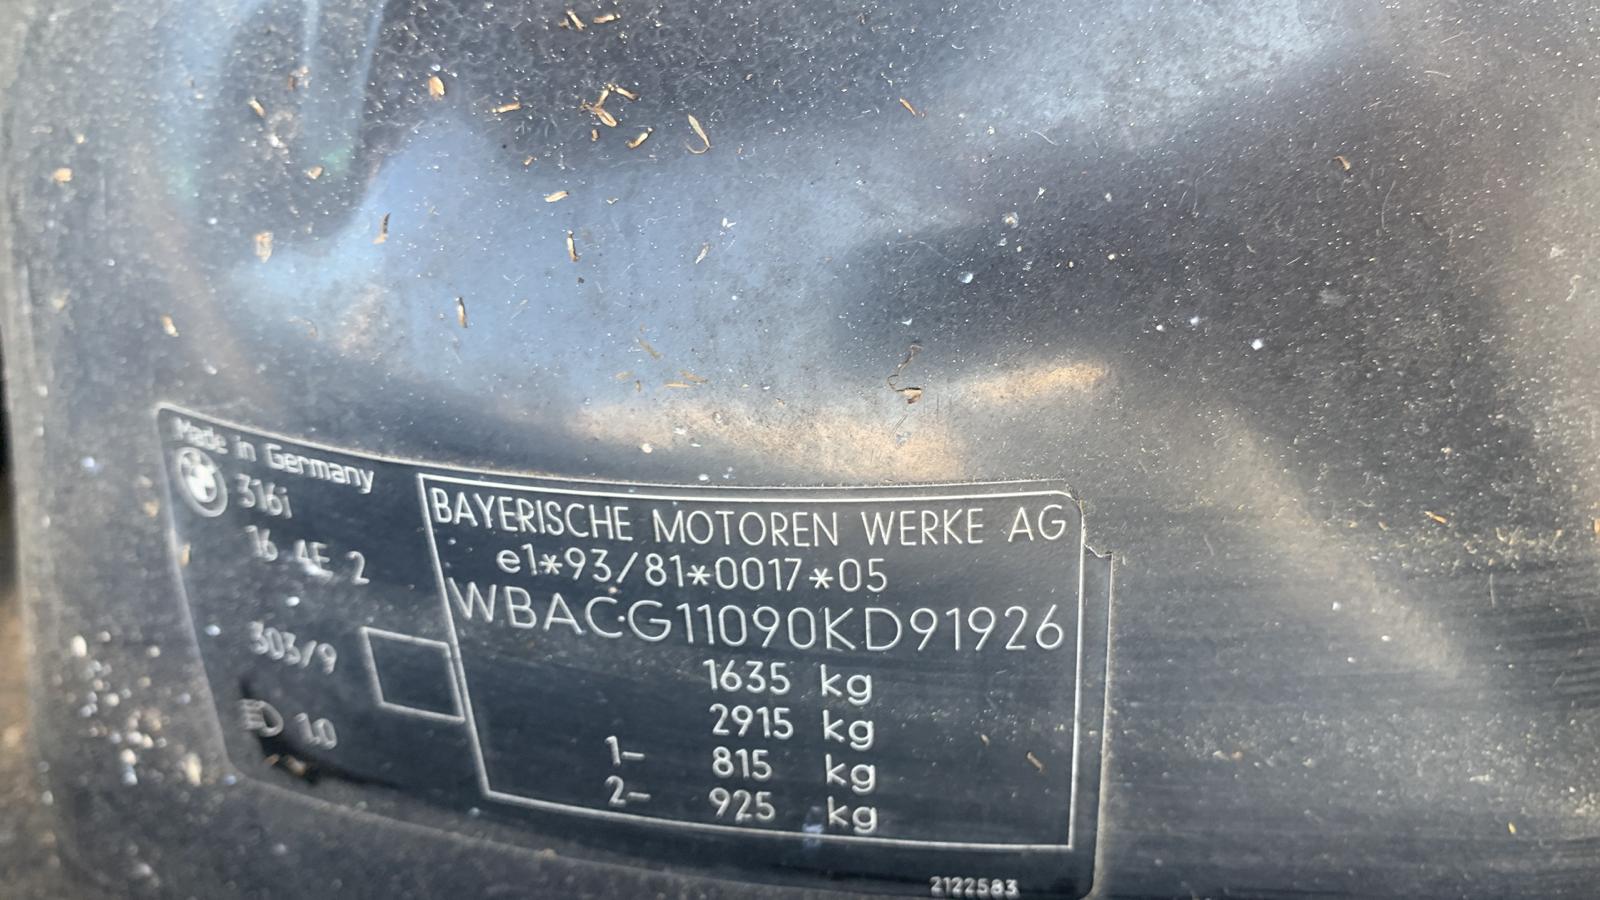 Made in Germany
316i
16 4E 2
303/9
1.0
BAYERISCHE MOTOREN WERKE AG
e1*93/81*0017*05
WBACG11090KD91926
1635 kg
2915 kg
1- 815 kg
2- 925 kg
2122583